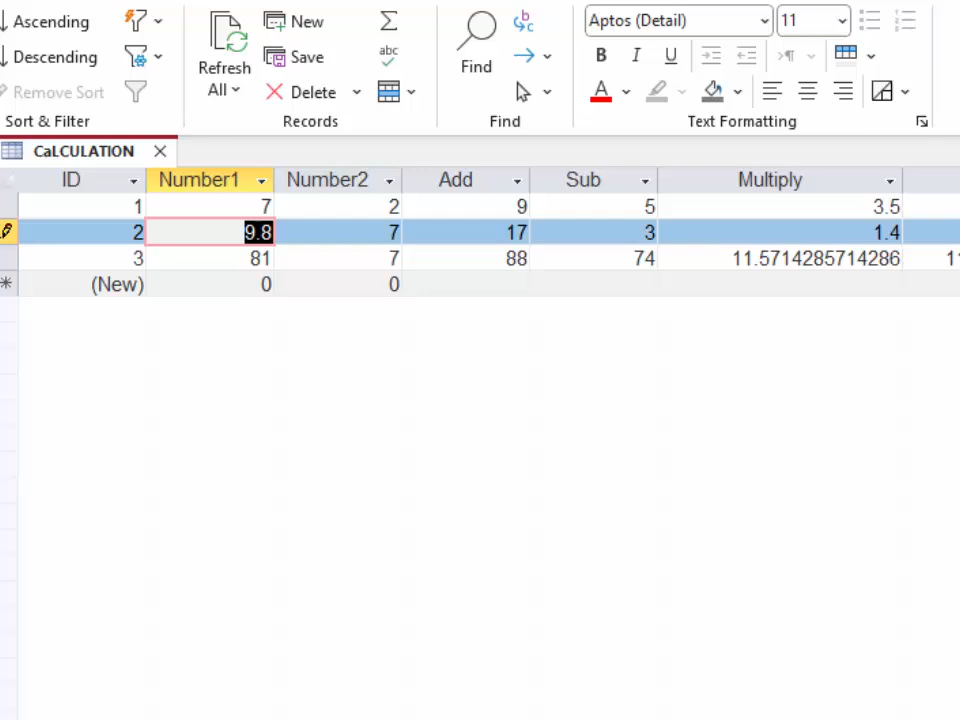 Ascending
Descending
Remove Sort
Sort & Filter
Refresh
All
New
Save
Delete
Σ
abc
Records
Find
b
c
Find
Aptos (Detail)
11
B I U
A
Text Formatting
CaLCULATION
ID Number1 Number2 Add Sub Multiply
1 7 2 9 5 3.5
2 9.8 7 17 3 1.4
3 81 7 88 74 11.5714285714286 11
(New) 0 0